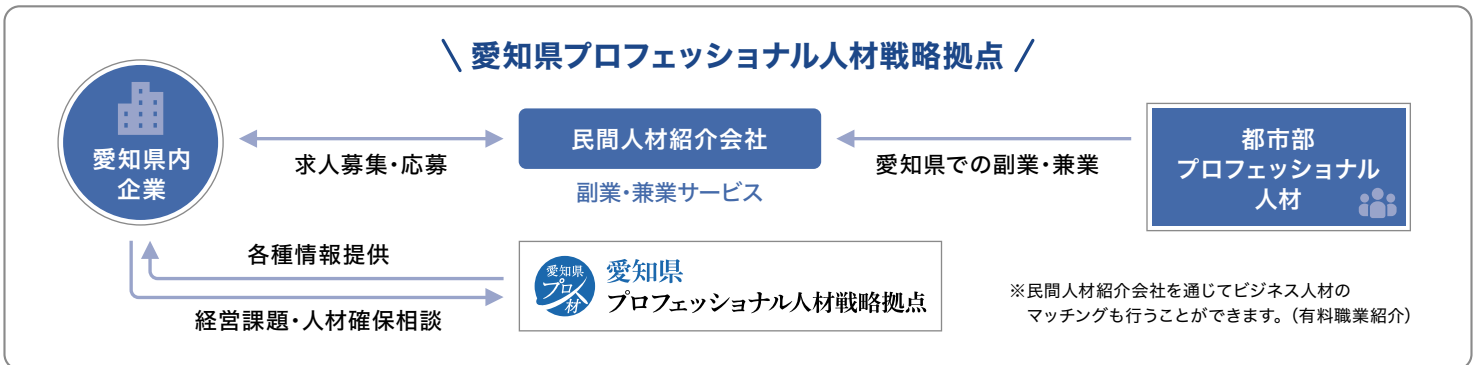 \ 愛知県プロフェッショナル人材戦略拠点 /
愛知県内
企業
求人募集・応募
民間人材紹介会社
副業・兼業サービス
愛知県での副業・兼業
都市部
プロフェッショナル
人材
各種情報提供
経営課題・人材確保相談
愛知県
プロ人
材
愛知県
プロフェッショナル人材戦略拠点
※民間人材紹介会社を通じてビジネス人材の
マッチングも行うことができます。（有料職業紹介）